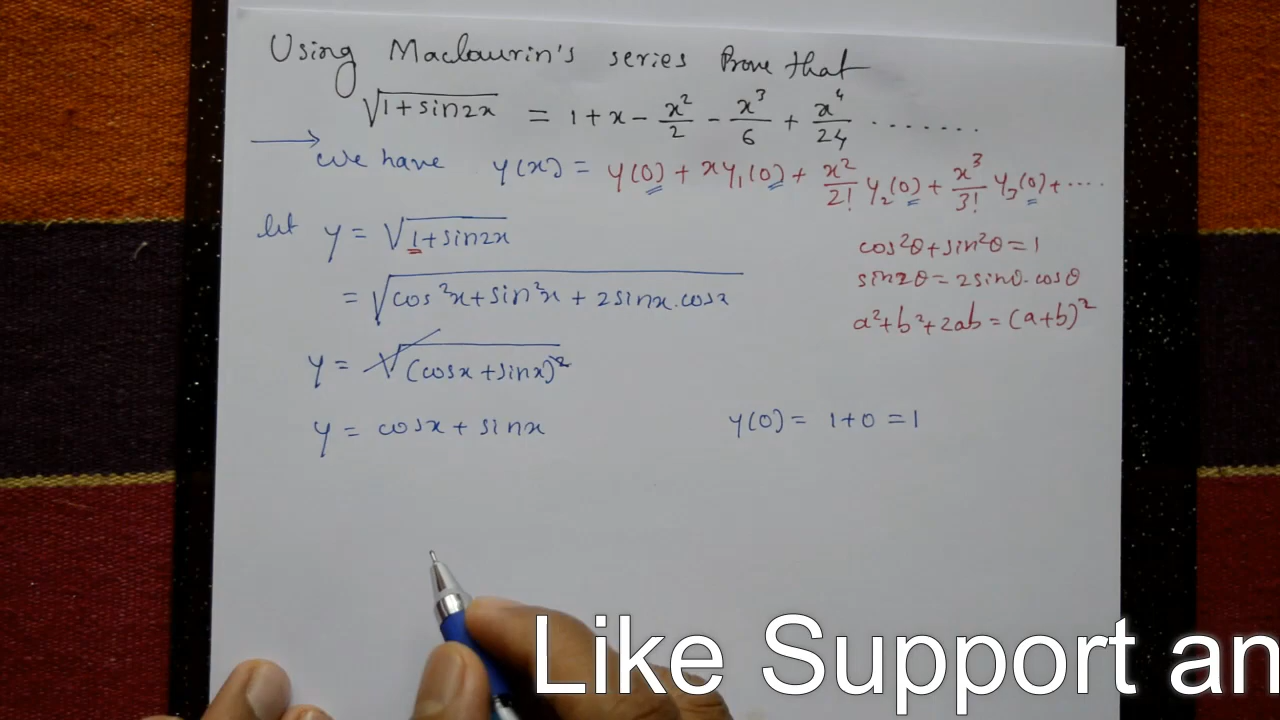 Using Maclaurin's series Prove that
√(1+sin2x) = 1+x-x²/2-x³/6+x⁴/24.......
→ We have y(x) = y(0)+xy₁(0)+x²/2! y₂(0)+x³/3! y₃(0)+....
let y = √(1+sin2x)
= √(cos²x+sin²x+2sinx.cosx)
y = √(cosx+sinx)²
y = cosx+sinx
cos²θ+sin²θ=1
sin2θ=2sinθ.cosθ
a²+b²+2ab=(a+b)²
y(0) = 1+0=1
Like Support an